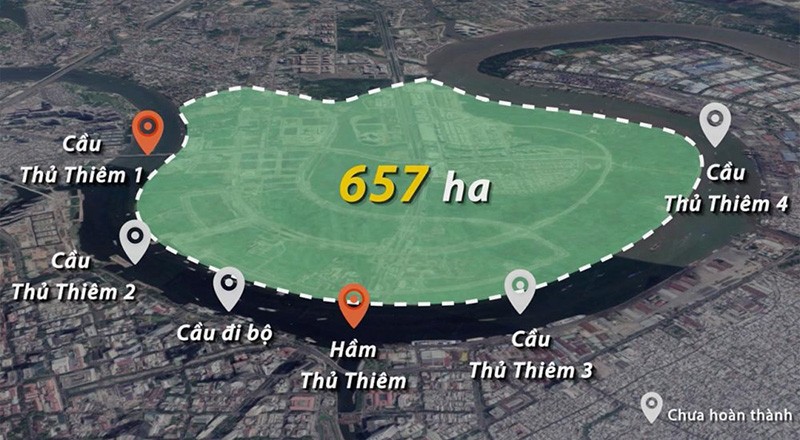 657 ha
Cầu
Thủ Thiêm 1
Cầu
Thủ Thiêm 4
Cầu
Thủ Thiêm 2
Cầu đi bộ
Hầm
Thủ Thiêm
Cầu
Thủ Thiêm 3
Chưa hoàn thành